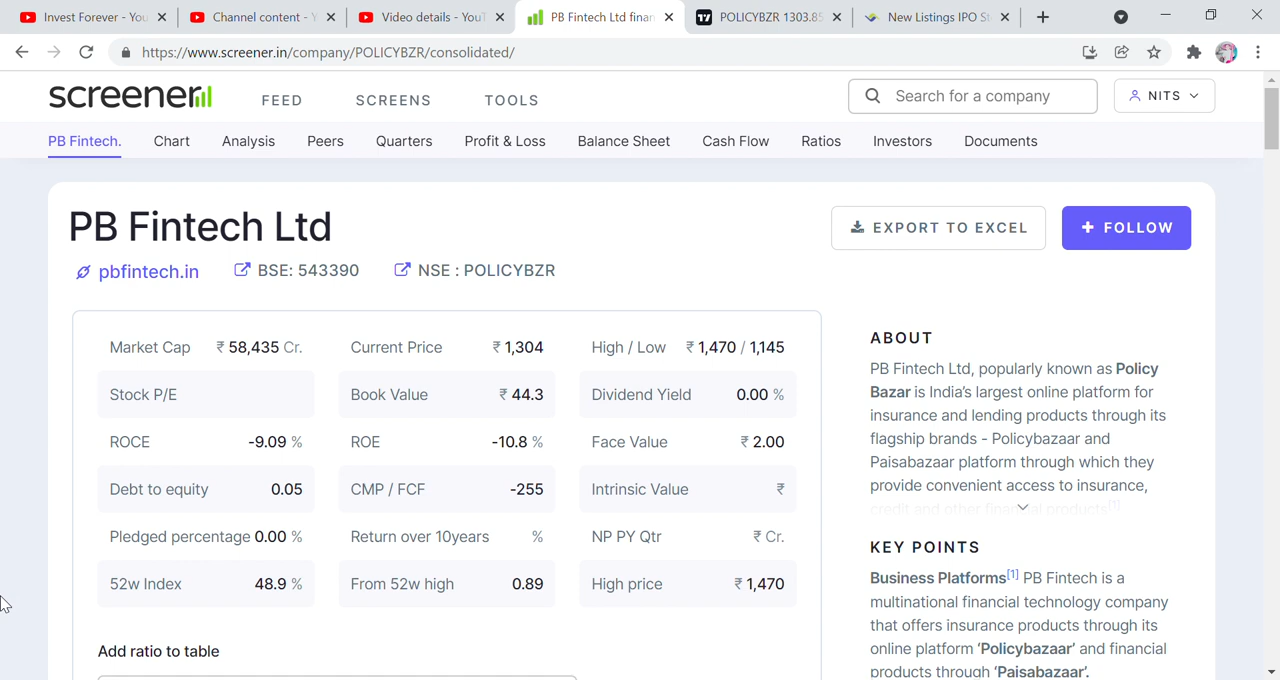 Invest Forever - You
Channel content - Y
Video details - YouT
PB Fintech Ltd finan
POLICYBZR 1303.85
New Listings IPO St
https://www.screener.in/company/POLICYBZR/consolidated/
screener
FEED
SCREENS
TOOLS
Search for a company
NITS
PB Fintech.
Chart
Analysis
Peers
Quarters
Profit & Loss
Balance Sheet
Cash Flow
Ratios
Investors
Documents
PB Fintech Ltd
EXPORT TO EXCEL
+ FOLLOW
pbfintech.in
BSE: 543390
NSE : POLICYBZR
Market Cap ₹ 58,435 Cr.
Current Price ₹ 1,304
High / Low ₹ 1,470 / 1,145
Stock P/E
Book Value ₹ 44.3
Dividend Yield 0.00 %
ROCE -9.09 %
ROE -10.8 %
Face Value ₹ 2.00
Debt to equity 0.05
CMP / FCF -255
Intrinsic Value ₹
Pledged percentage 0.00 %
Return over 10years %
NP PY Qtr ₹ Cr.
52w Index 48.9 %
From 52w high 0.89
High price ₹ 1,470
Add ratio to table
ABOUT
PB Fintech Ltd, popularly known as Policy
Bazar is India's largest online platform for
insurance and lending products through its
flagship brands - Policybazaar and
Paisabazaar platform through which they
provide convenient access to insurance,
credit and other financial products[1]
KEY POINTS
Business Platforms[1] PB Fintech is a
multinational financial technology company
that offers insurance products through its
online platform 'Policybazaar' and financial
products through 'Paisabazaar'.